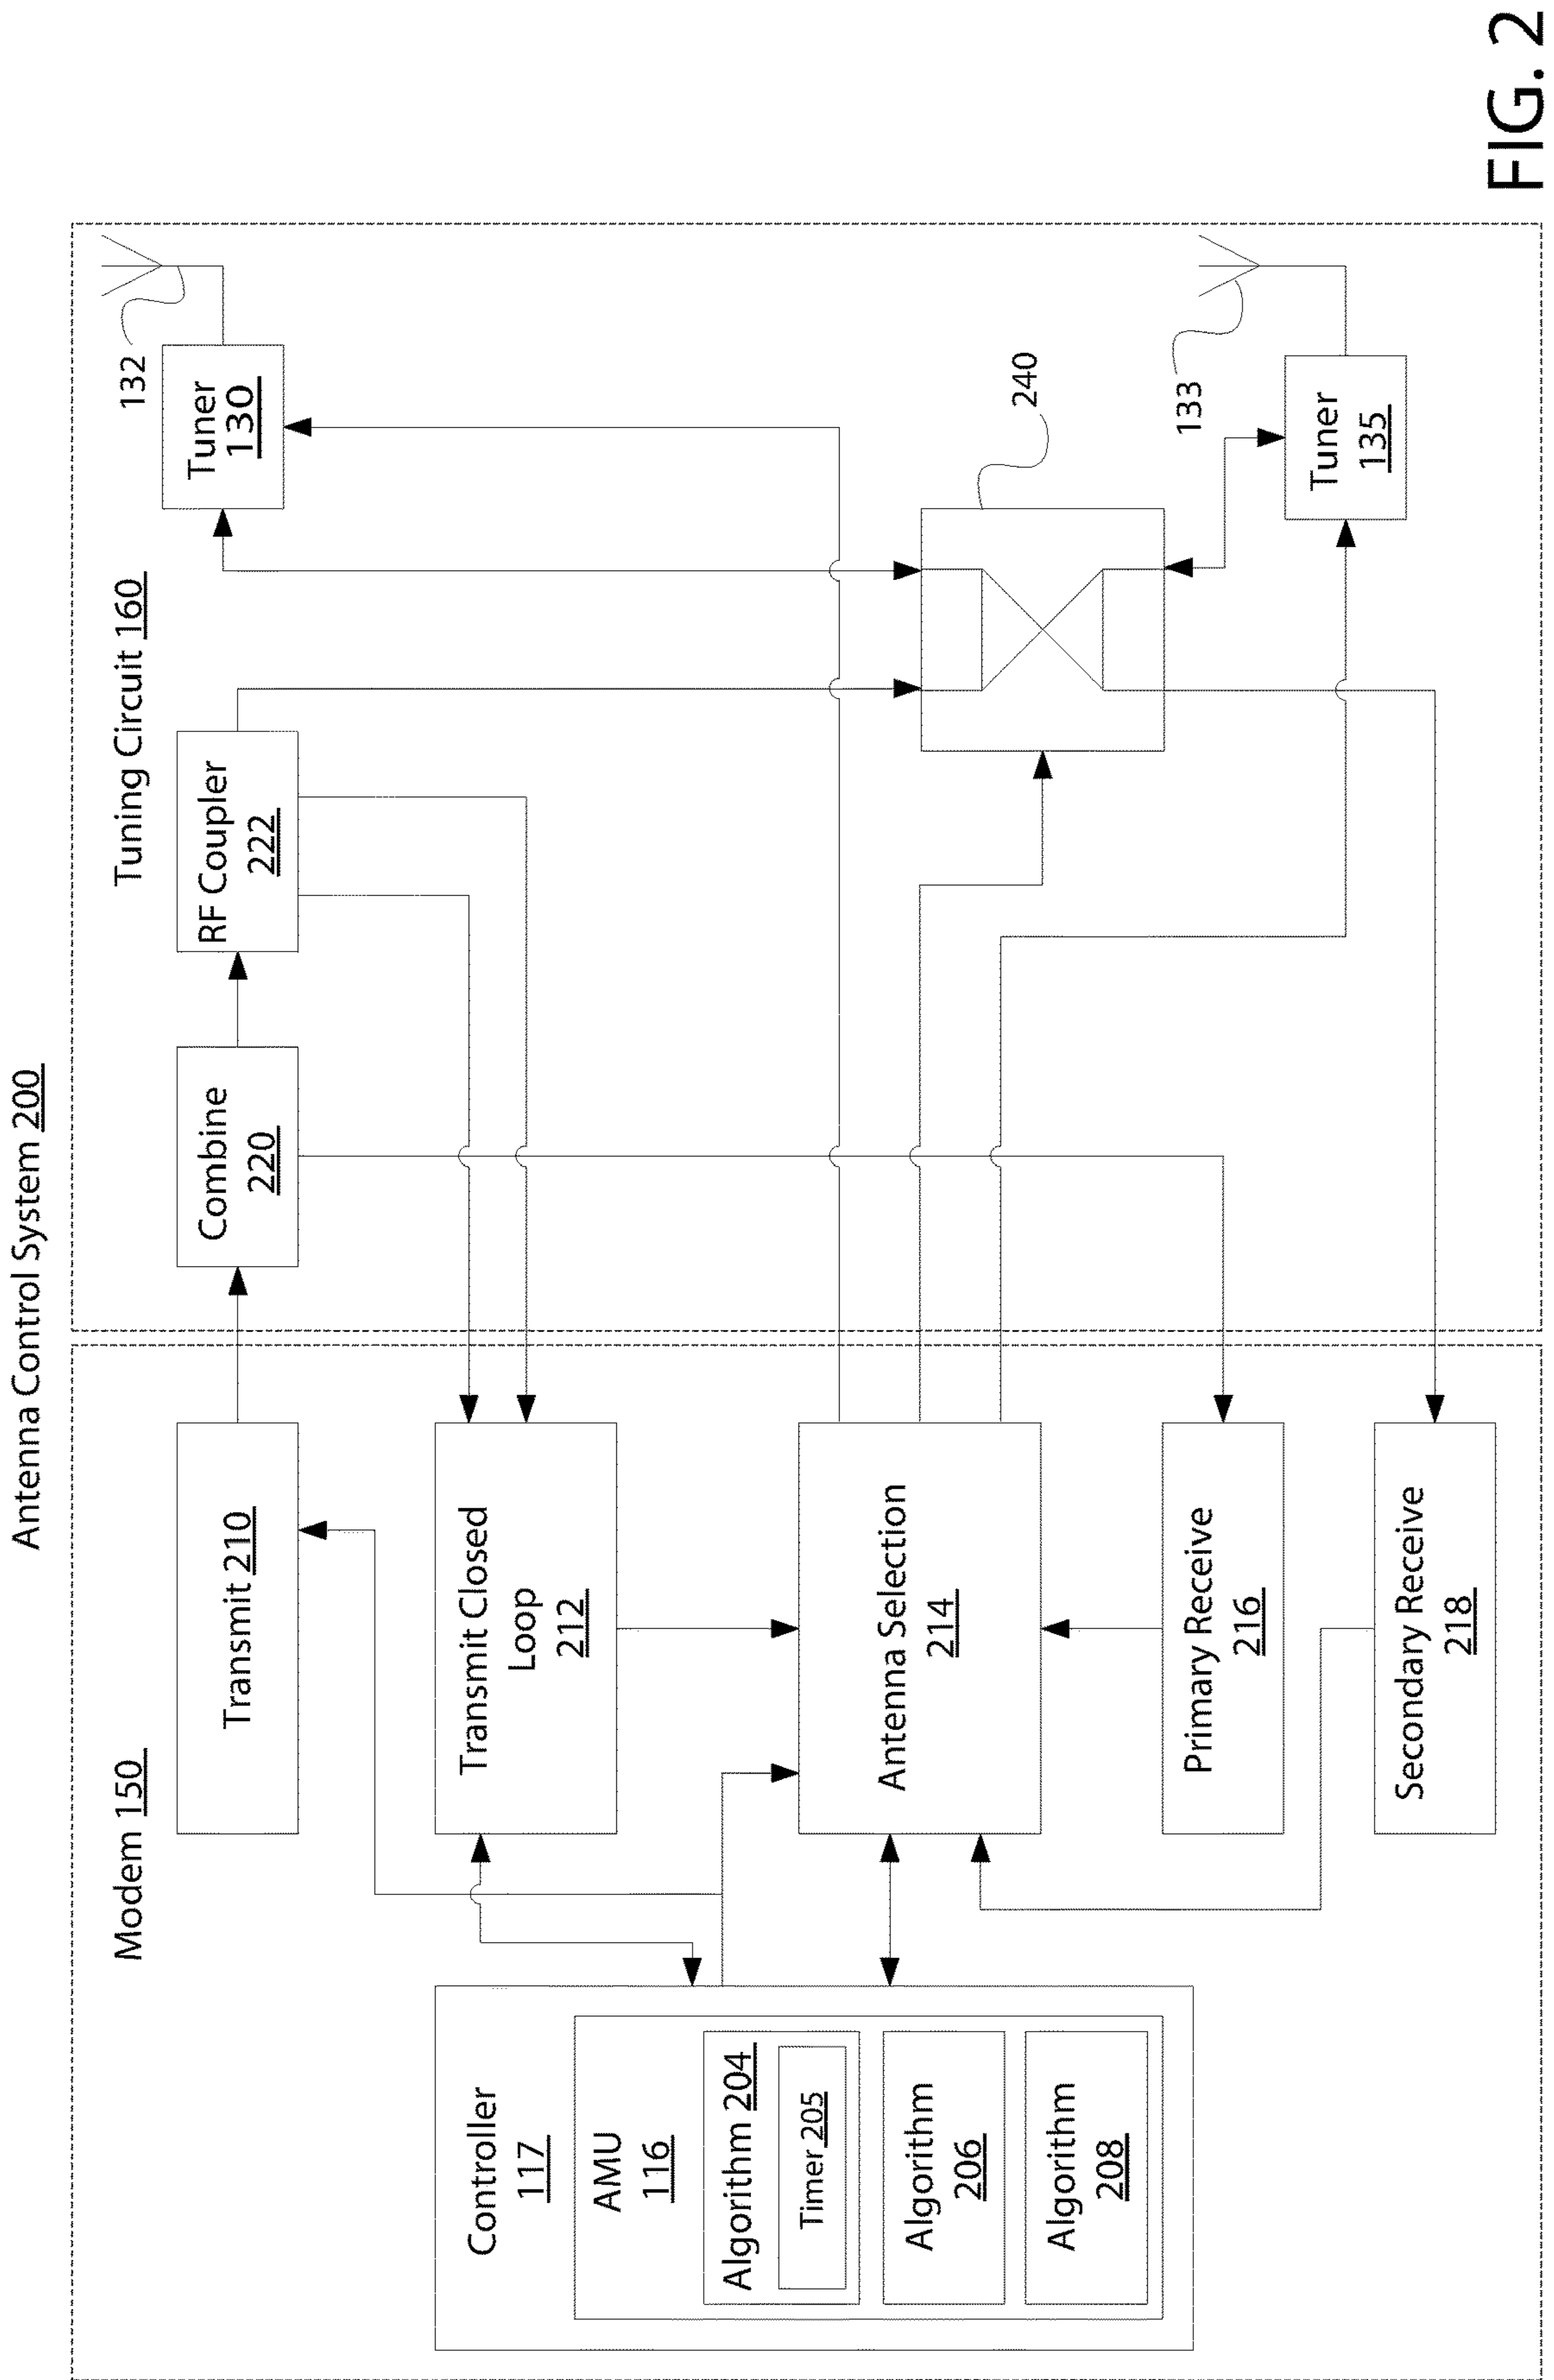 Antenna Control System 200
Modem 150
Tuning Circuit 160
Controller
117
AMU
116
Algorithm 204
Timer 205
Algorithm
206
Algorithm
208
Transmit 210
Transmit Closed
Loop
212
Antenna Selection
214
Primary Receive
216
Secondary Receive
218
Combine
220
RF Coupler
222
Tuner
130
132
240
133
Tuner
135
FIG. 2